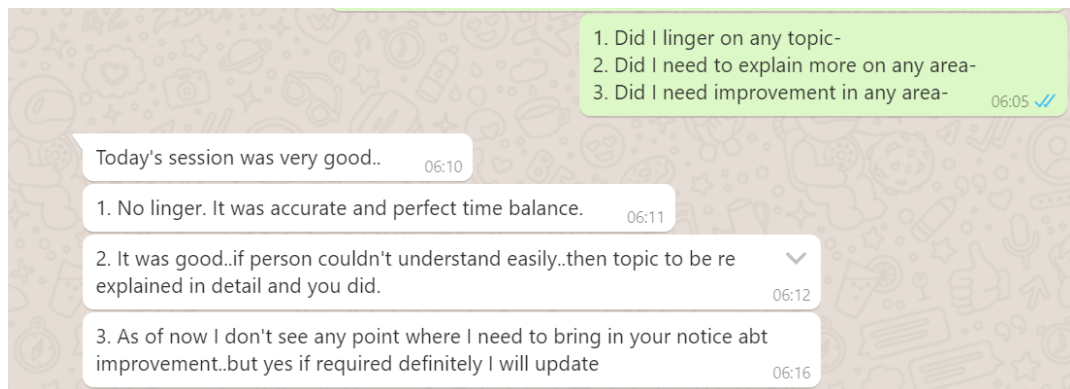 1. Did I linger on any topic-
2. Did I need to explain more on any area-
3. Did I need improvement in any area-
06:05
Today's session was very good..
06:10
1. No linger. It was accurate and perfect time balance.
06:11
2. It was good..if person couldn't understand easily..then topic to be re
explained in detail and you did.
06:12
3. As of now I don't see any point where I need to bring in your notice abt
improvement..but yes if required definitely I will update
06:16